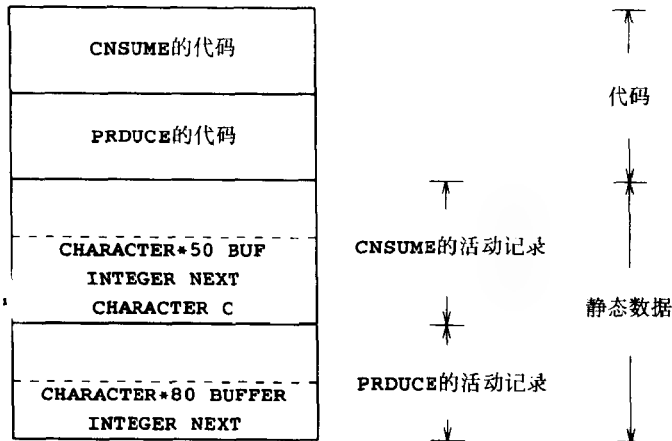 CNSUME的代码
代码
PRDUCE的代码
CHARACTER*50 BUF
CNSUME的活动记录
INTEGER NEXT
CHARACTER C
静态数据
PRDUCE的活动记录
CHARACTER*80 BUFFER
INTEGER NEXT